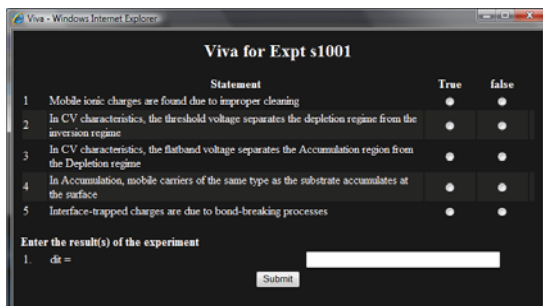 Viva - Windows Internet Explorer
Viva for Expt s1001
Statement True false
1 Mobile ionic charges are found due to improper cleaning
2 In CV characteristics, the threshold voltage separates the depletion regime from the
inversion regime
3 In CV characteristics, the flatband voltage separates the Accumulation region from
the Depletion regime
4 In Accumulation, mobile carriers of the same type as the substrate accumulates at
the surface
5 Interface-trapped charges are due to bond-breaking processes
Enter the result(s) of the experiment
1. dit =
Submit